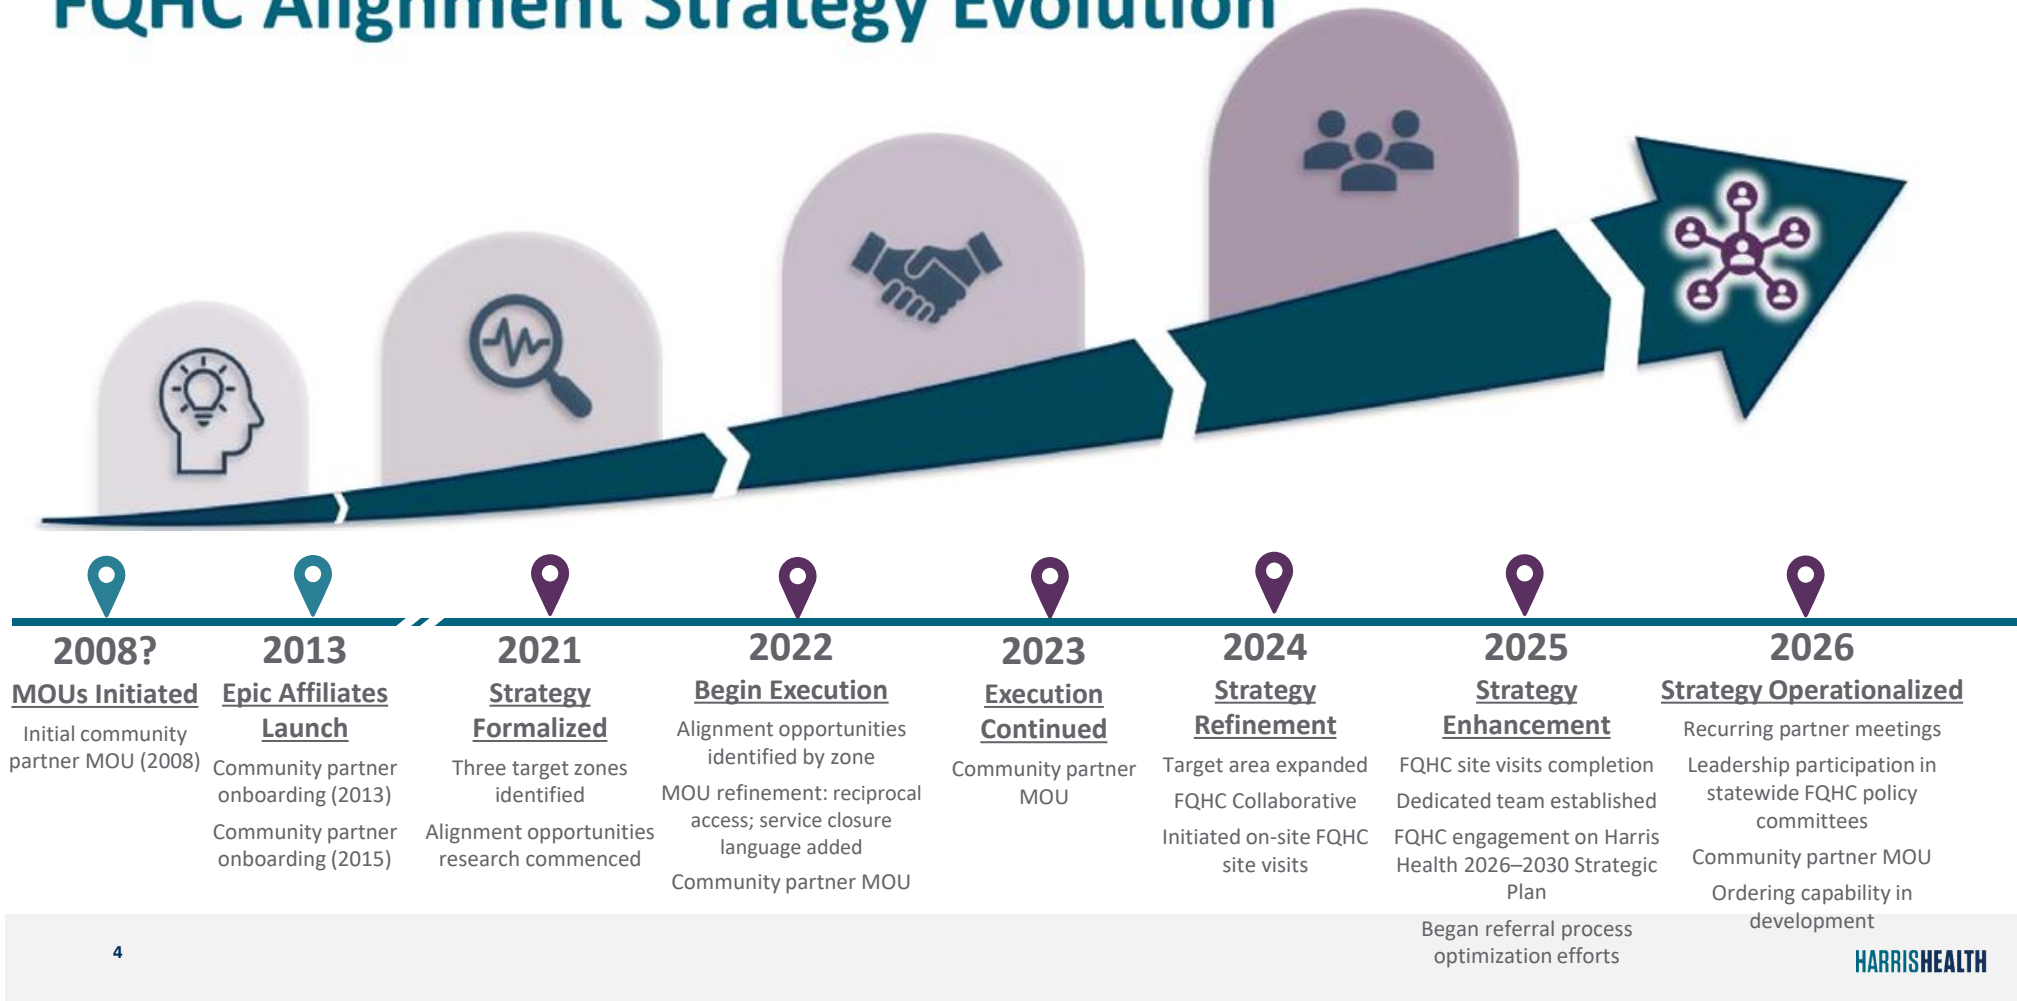 FQHC Alignment Strategy Evolution
2008?
MOUs Initiated
Initial community
partner MOU (2008)
2013
Epic Affiliates
Launch
Community partner
onboarding (2013)
Community partner
onboarding (2015)
2021
Strategy
Formalized
Three target zones
identified
Alignment opportunities
research commenced
2022
Begin Execution
Alignment opportunities
identified by zone
MOU refinement: reciprocal
access; service closure
language added
Community partner MOU
2023
Execution
Continued
Community partner
MOU
2024
Strategy
Refinement
Target area expanded
FQHC Collaborative
Initiated on-site FQHC
site visits
2025
Strategy
Enhancement
FQHC site visits completion
Dedicated team established
FQHC engagement on Harris
Health 2026–2030 Strategic
Plan
Began referral process
optimization efforts
2026
Strategy Operationalized
Recurring partner meetings
Leadership participation in
statewide FQHC policy
committees
Community partner MOU
Ordering capability in
development
4
HARRISHEALTH